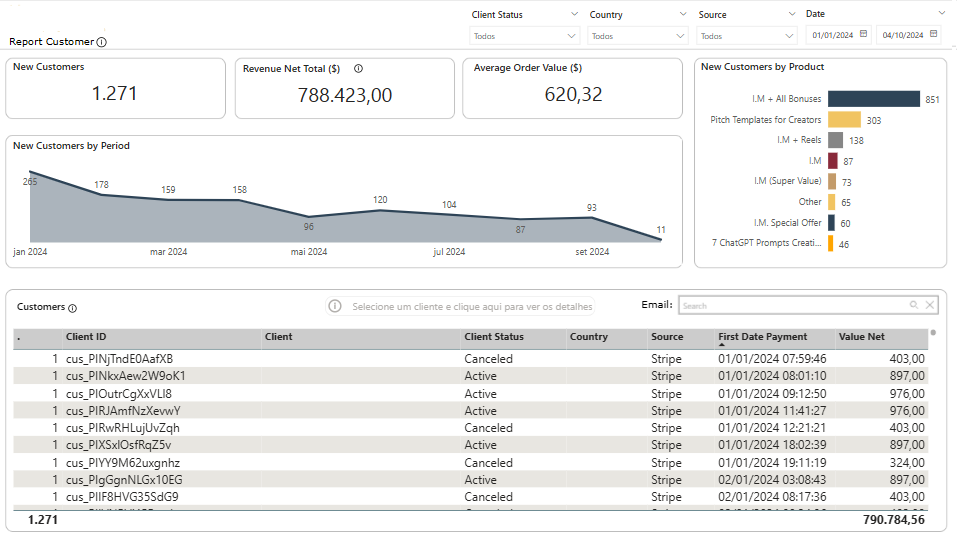 Client Status
Country
Source
Date
Todos
Todos
Todos
01/01/2024
04/10/2024
Report Customer
New Customers
1.271
Revenue Net Total ($)
788.423,00
Average Order Value ($)
620,32
New Customers by Product
I.M + All Bonuses 851
Pitch Templates for Creators 303
I.M + Reels 138
I.M 87
I.M (Super Value) 73
Other 65
I.M. Special Offer 60
7 ChatGPT Prompts Creati... 46
New Customers by Period
265 178 159 158 96 120 104 87 93 11
jan 2024 mar 2024 mai 2024 jul 2024 set 2024
Customers
Selecione um cliente e clique aqui para ver os detalhes
Email: Search
. Client ID Client Client Status Country Source First Date Payment Value Net
1 cus_PINjTndE0AafXB Canceled Stripe 01/01/2024 07:59:46 403,00
1 cus_PINkxAew2W9oK1 Active Stripe 01/01/2024 08:01:10 897,00
1 cus_PIOutrCgXxVLI8 Active Stripe 01/01/2024 09:12:50 976,00
1 cus_PIRJAmfNzXevwY Active Stripe 01/01/2024 11:41:27 976,00
1 cus_PIRwRHLujUvZqh Canceled Stripe 01/01/2024 12:21:21 403,00
1 cus_PIXSxIOsfRqZ5v Active Stripe 01/01/2024 18:02:39 897,00
1 cus_PIYY9M62uxgnhz Canceled Stripe 01/01/2024 19:11:19 324,00
1 cus_PIgGgnNLGx10EG Active Stripe 02/01/2024 03:08:43 897,00
1 cus_PIIF8HVG35SdG9 Canceled Stripe 02/01/2024 08:17:36 403,00
1.271 790.784,56